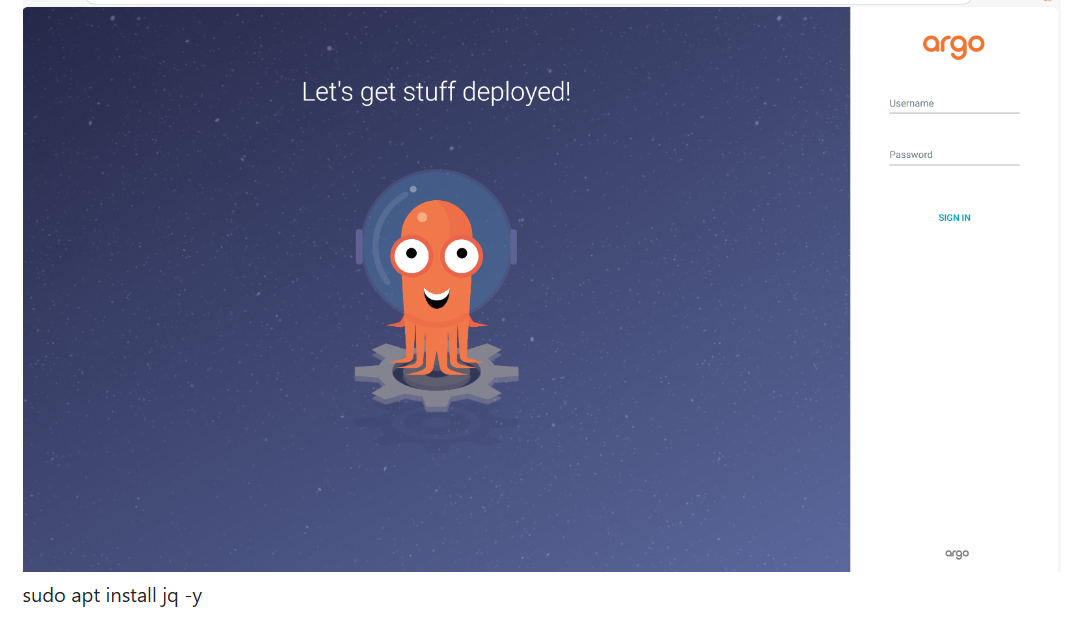 Let's get stuff deployed!
argo
Username
Password
SIGN IN
argo
sudo apt install jq -y